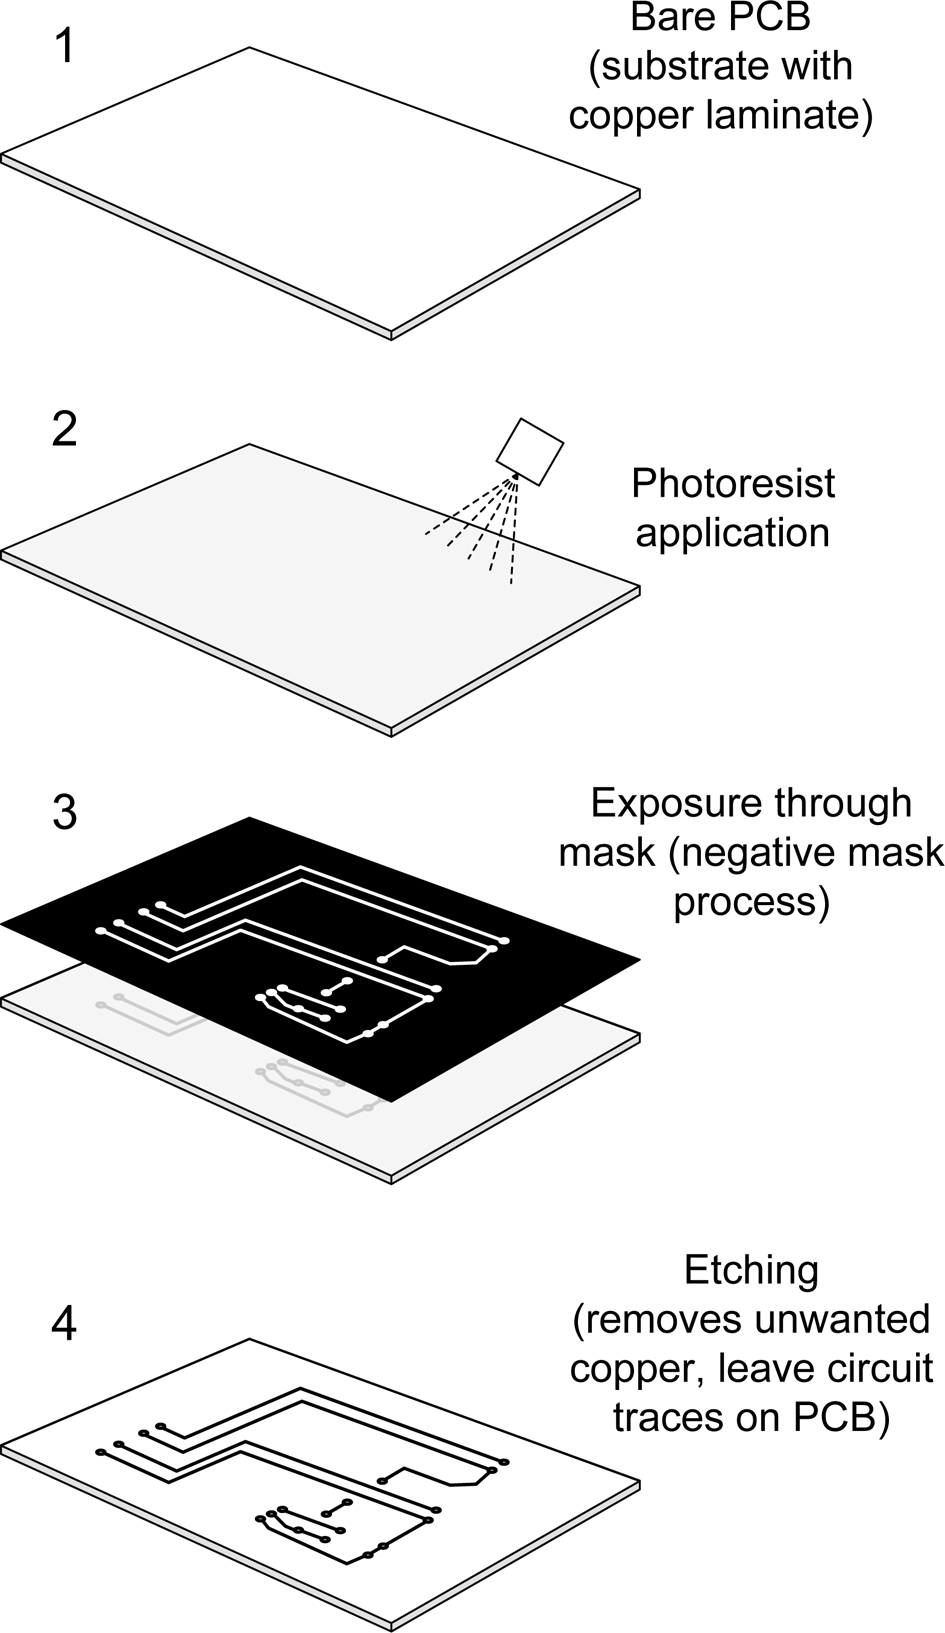 1
Bare PCB
(substrate with
copper laminate)
2
Photoresist
application
3
Exposure through
mask (negative mask
process)
4
Etching
(removes unwanted
copper, leave circuit
traces on PCB)